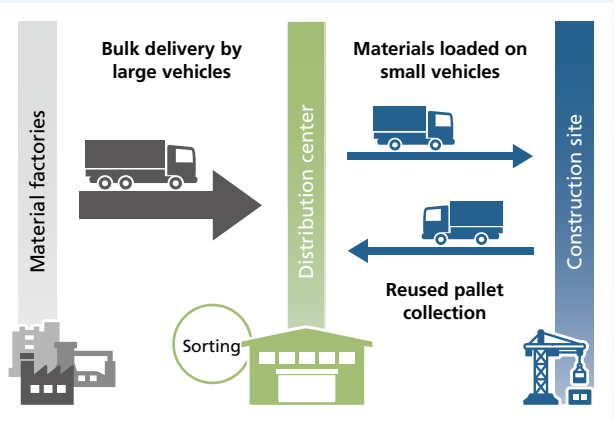 Bulk delivery by
large vehicles
Materials loaded on
small vehicles
Material factories
Distribution center
Construction site
Reused pallet
collection
Sorting